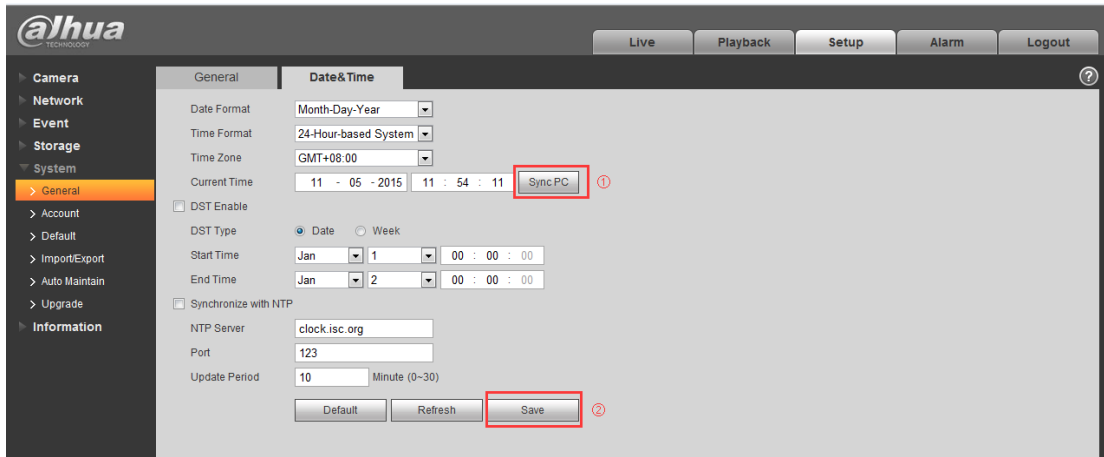 alhua
TECHNOLOGY
Live Playback Setup Alarm Logout
Camera
Network
Event
Storage
System
General
Account
Default
Import/Export
Auto Maintain
Upgrade
Information
General Date&Time ?
Date Format Month-Day-Year
Time Format 24-Hour-based System
Time Zone GMT+08:00
Current Time 11 - 05 - 2015 11 : 54 : 11 Sync PC ①
DST Enable
DST Type Date Week
Start Time Jan 1 00 : 00 : 00
End Time Jan 2 00 : 00 : 00
Synchronize with NTP
NTP Server clock.isc.org
Port 123
Update Period 10 Minute (0~30)
Default Refresh Save ②